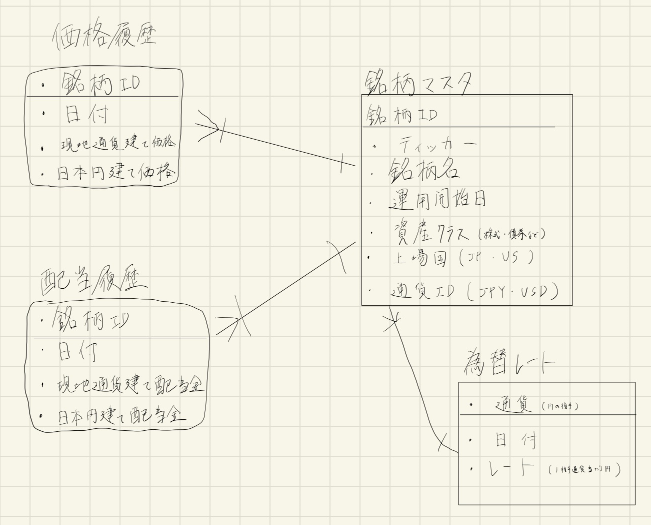 価格履歴
・銘柄ID
・日付
・現地通貨建て価格
・日本円建て価格
銘柄マスタ
銘柄ID
・ティッカー
・銘柄名
・運用開始日
・資産クラス(株式・債券など)
・上場国(JP・US)
・通貨ID(JPY・USD)
配当履歴
・銘柄ID
・日付
・現地通貨建て配当金
・日本円建て配当金
為替レート
・通貨(円の相手)
・日付
・レート(1相手通貨あたり円)